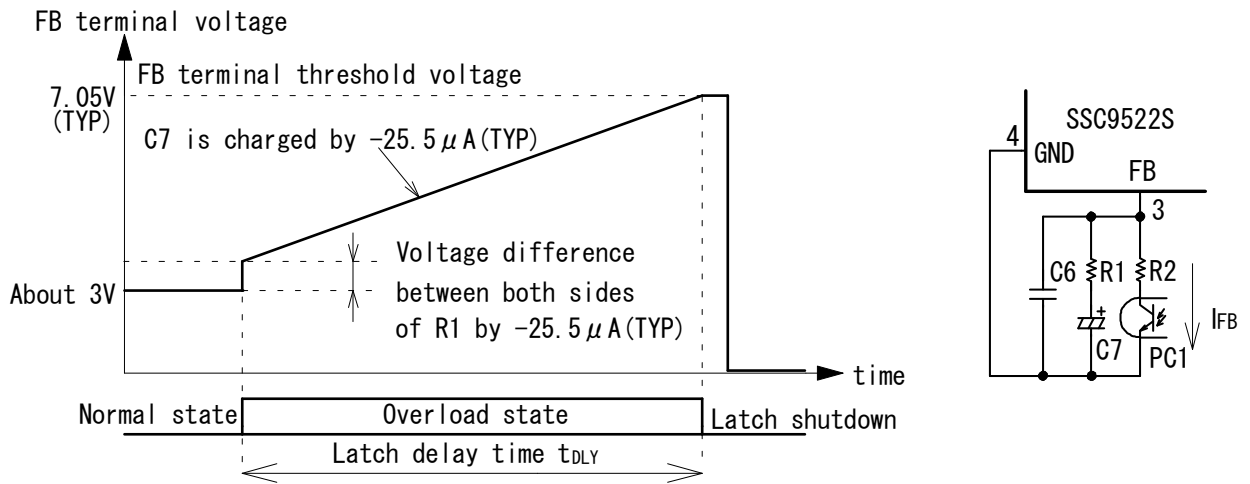 FB terminal voltage
FB terminal threshold voltage
7.05V
(TYP)
C7 is charged by −25.5μA(TYP)
Voltage difference
between both sides
of R1 by −25.5μA(TYP)
About 3V
time
Normal state
Overload state
Latch shutdown
Latch delay time tDLY
SSC9522S
4
GND
FB
3
C6
R1
R2
+
C7
PC1
IFB